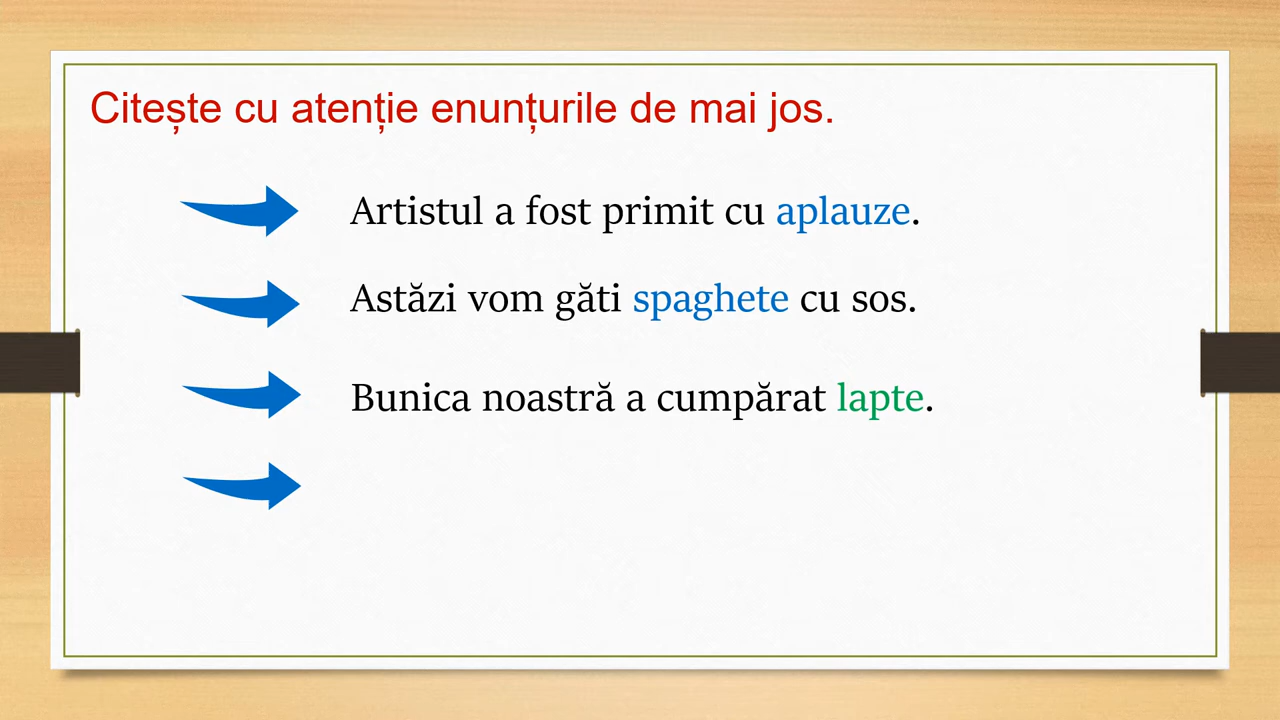 Citește cu atenție enunțurile de mai jos.
Artistul a fost primit cu aplauze.
Astăzi vom găti spaghete cu sos.
Bunica noastră a cumpărat lapte.